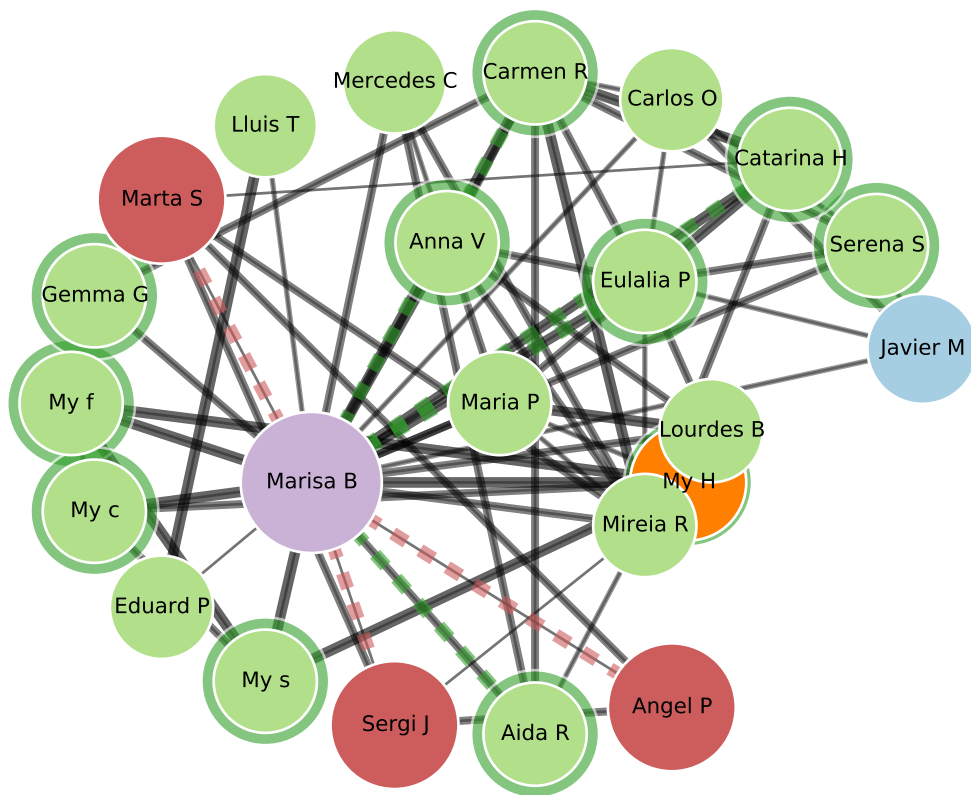 Carmen R
Mercedes C
Carlos O
Lluis T
Catarina H
Marta S
Anna V
Serena S
Eulalia P
Gemma G
Javier M
My f
Maria P
Lourdes B
Marisa B
My H
My c
Mireia R
Eduard P
My s
Angel P
Sergi J
Aida R